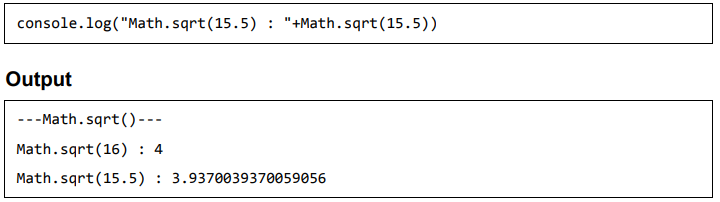 console.log("Math.sqrt(15.5) : "+Math.sqrt(15.5))
Output
---Math.sqrt()---
Math.sqrt(16) : 4
Math.sqrt(15.5) : 3.9370039370059056